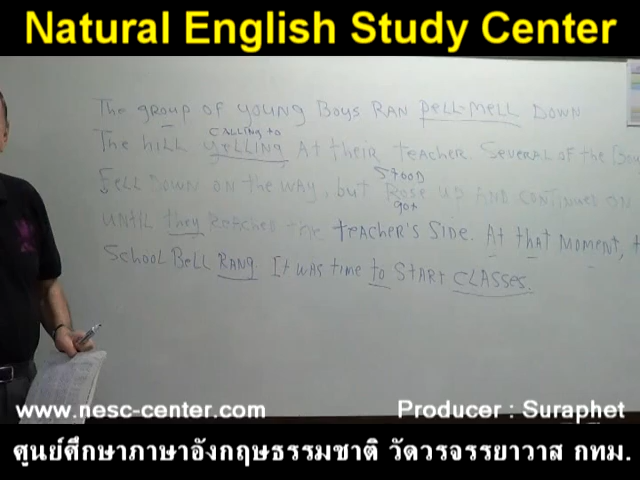 Natural English Study Center
The group of young Boys RAN pell-mell DOWN
CALLING to
The hill yelling At their teacher. Several of the Boys
STOOD
Fell DOWN on the way, but Rose up AND continued on
got
until they Reached the teacher's Side. At that moment, t
School Bell RANG. It was time to START CLASSES.
www.nesc-center.com
Producer : Suraphet
ศูนย์ศึกษาภาษาอังกฤษธรรมชาติ วัดวรจรรยาวาส กทม.